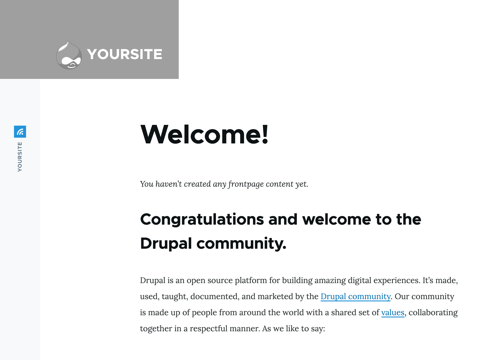 YOURSITE
YOURSITE
Welcome!
You haven’t created any frontpage content yet.
Congratulations and welcome to the
Drupal community.
Drupal is an open source platform for building amazing digital experiences. It’s made,
used, taught, documented, and marketed by the Drupal community. Our community
is made up of people from around the world with a shared set of values, collaborating
together in a respectful manner. As we like to say: